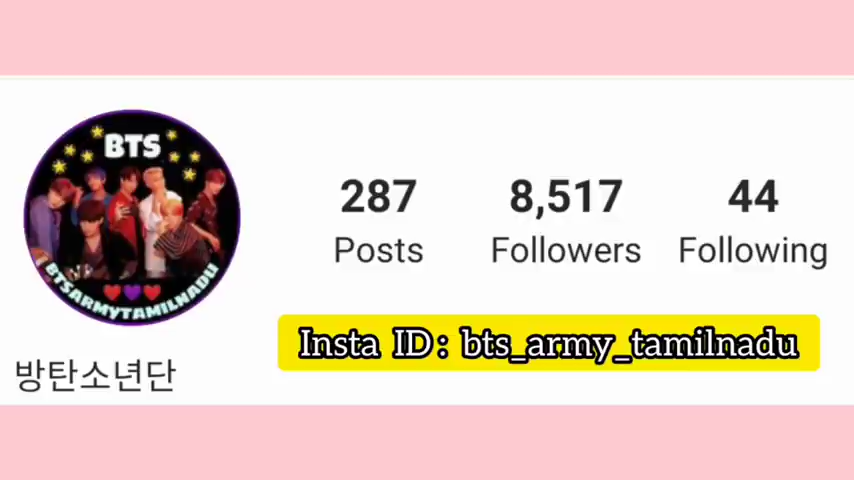 BTS
BTSARMYTAMILNADU
287 8,517 44
Posts Followers Following
Insta ID: bts_army_tamilnadu
방탄소년단